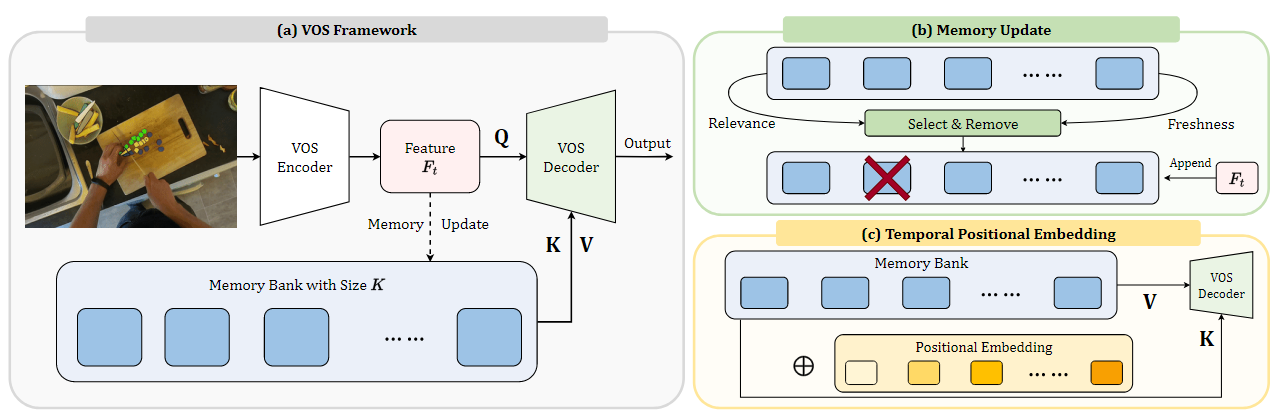 (a) VOS Framework
VOS
Encoder
Feature
F_t
Q
VOS
Decoder
Output
Memory Update
K V
Memory Bank with Size K
... ...
(b) Memory Update
... ...
Relevance
Select & Remove
Freshness
... ...
Append
F_t
(c) Temporal Positional Embedding
Memory Bank
... ...
V
VOS
Decoder
K
⊕
Positional Embedding
... ...